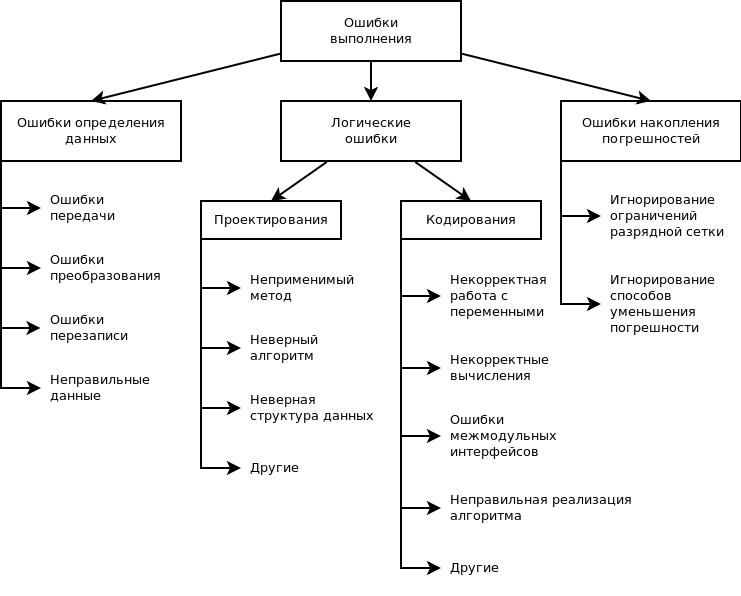 Ошибки
выполнения
Ошибки определения
данных
Логические
ошибки
Ошибки накопления
погрешностей
Ошибки
передачи
Ошибки
преобразования
Ошибки
перезаписи
Неправильные
данные
Проектирования
Неприменимый
метод
Неверный
алгоритм
Неверная
структура данных
Другие
Кодирования
Некорректная
работа с
переменными
Некорректные
вычисления
Ошибки
межмодульных
интерфейсов
Неправильная реализация
алгоритма
Другие
Игнорирование
ограничений
разрядной сетки
Игнорирование
способов
уменьшения
погрешности